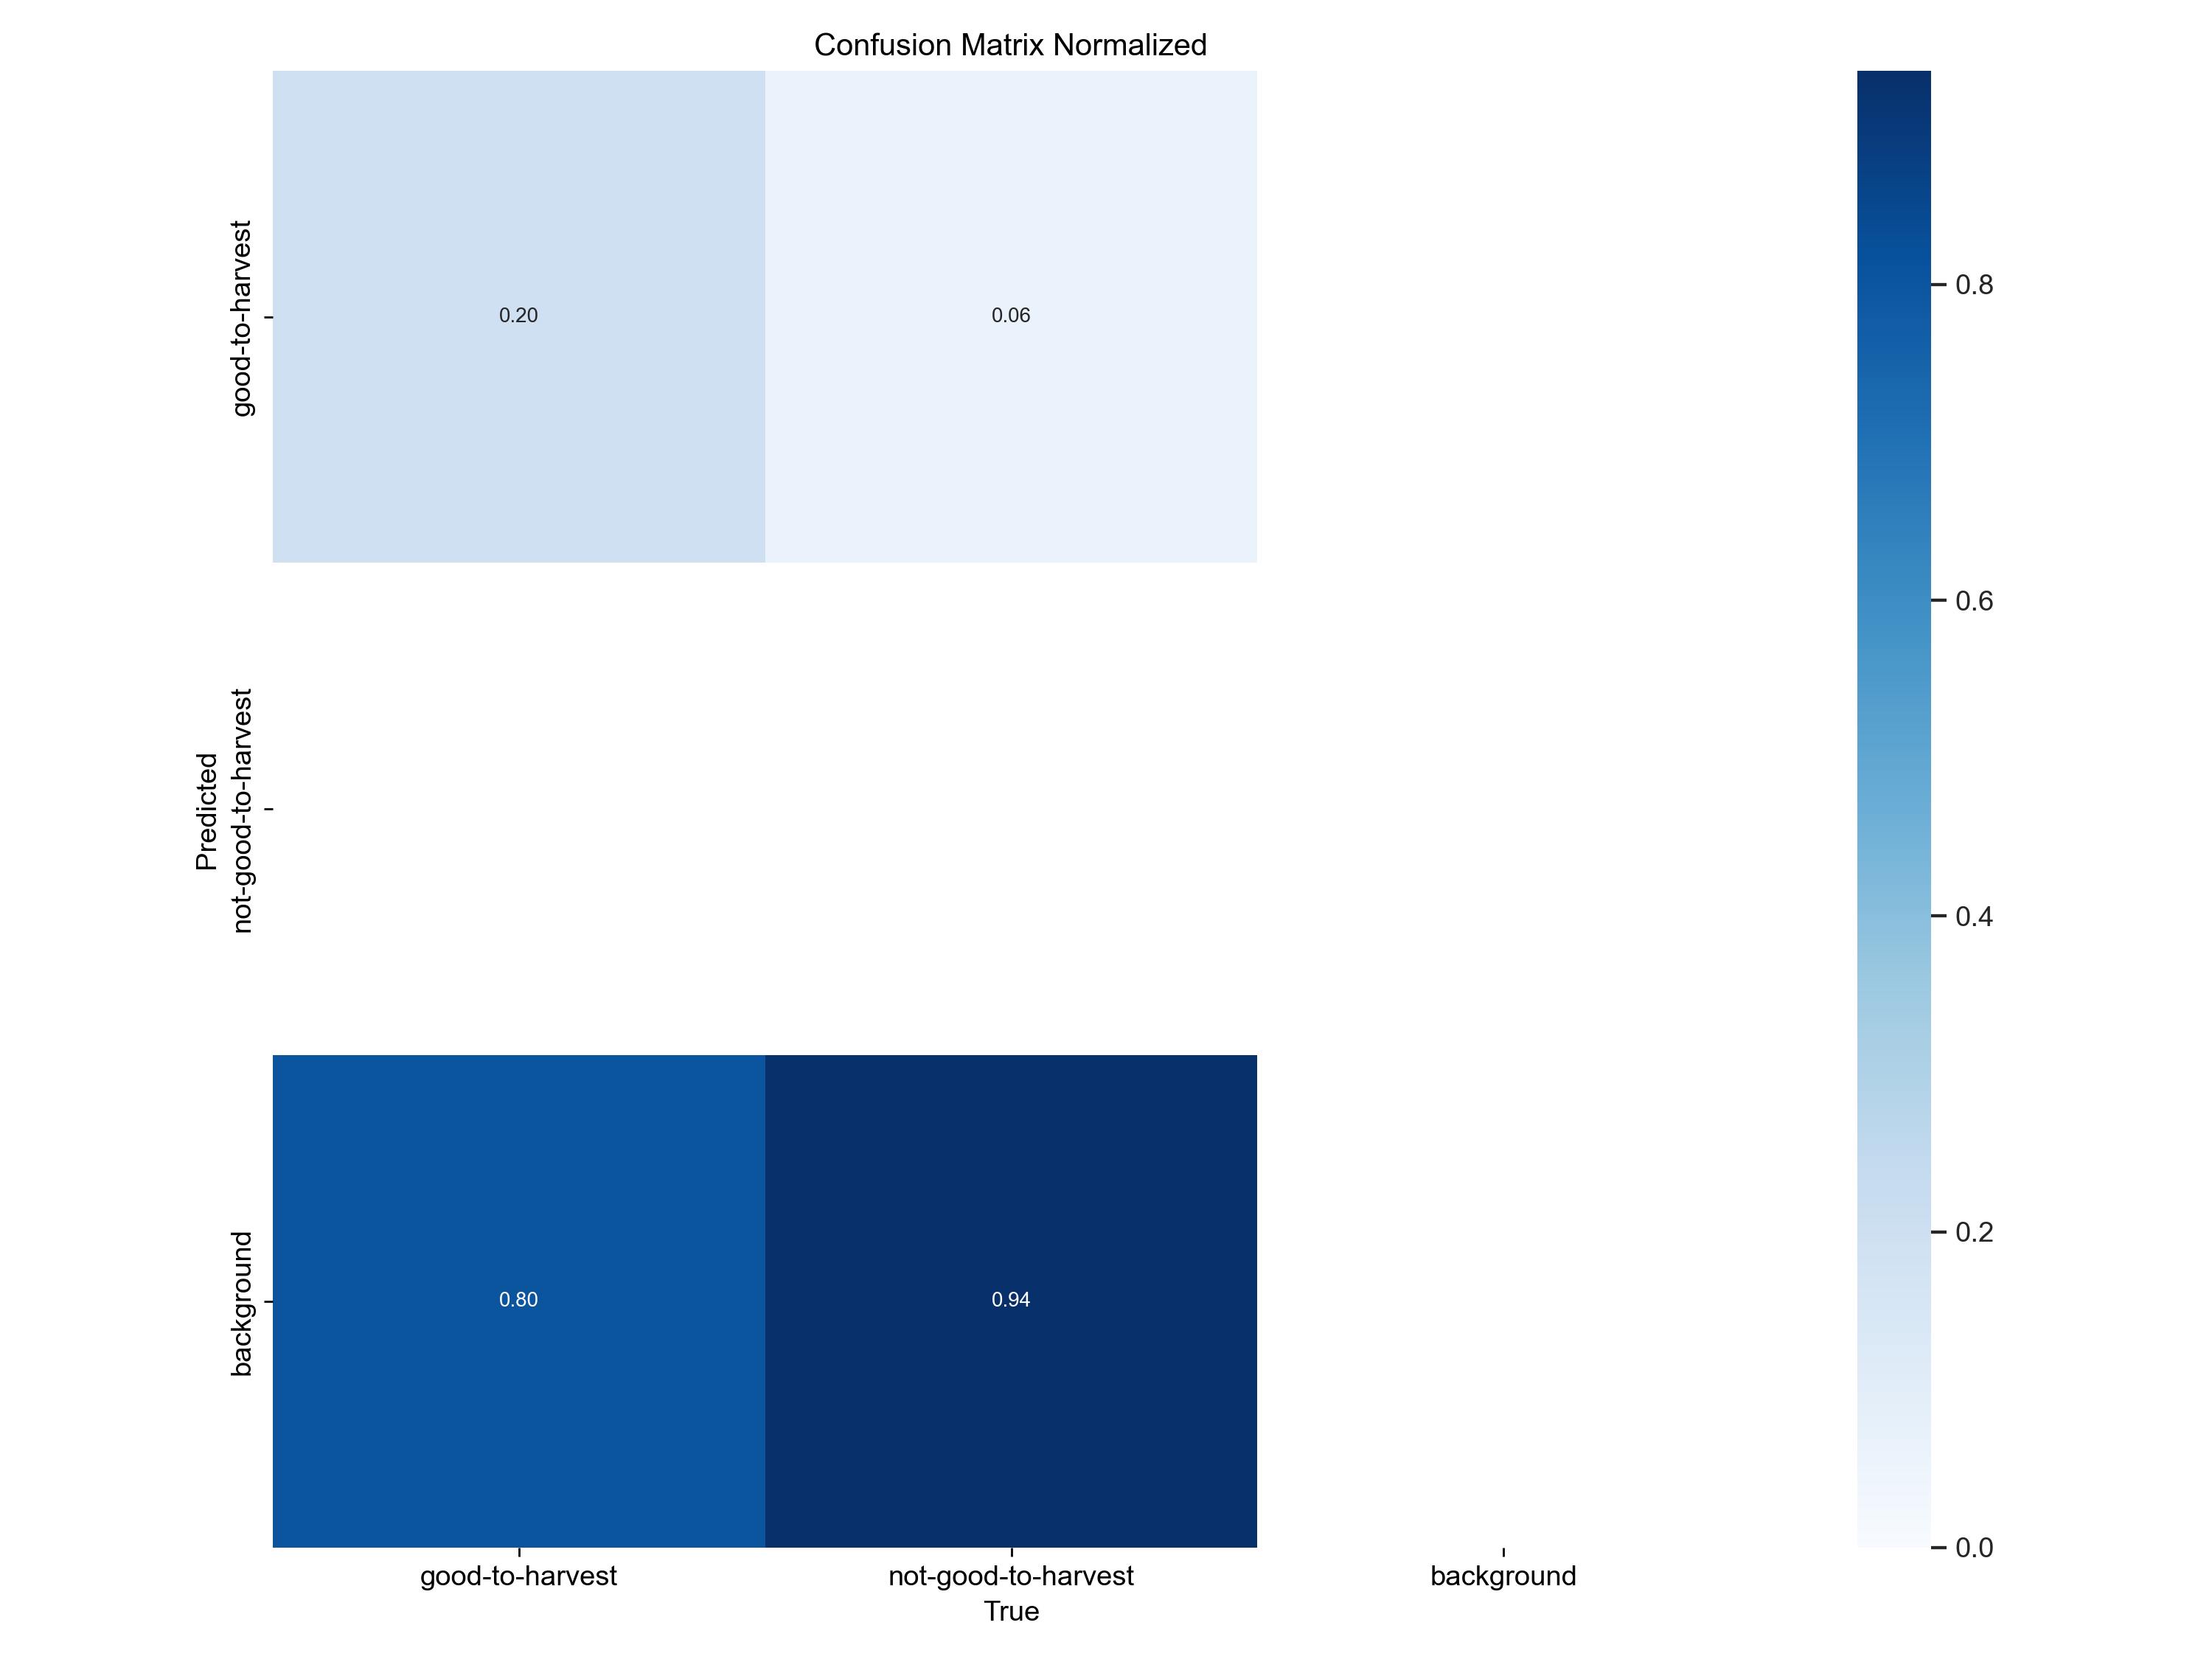 Confusion Matrix Normalized
good-to-harvest
0.20
0.06
not-good-to-harvest
Predicted
background
0.80
0.94
good-to-harvest
not-good-to-harvest
background
True
0.8
0.6
0.4
0.2
0.0